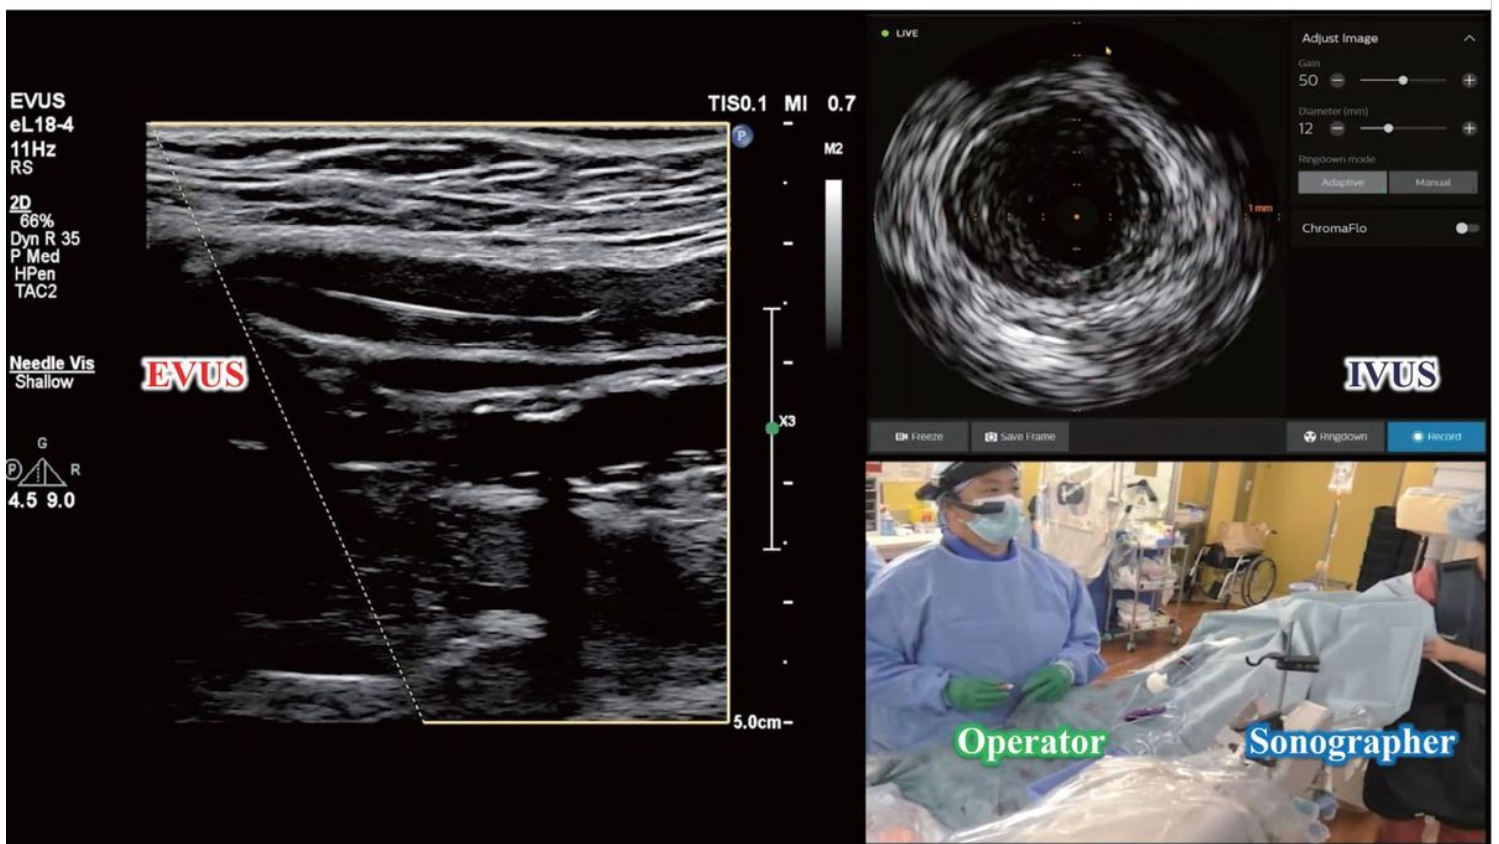 EVUS
eL18-4
11Hz
RS
2D
66%
Dyn R 35
P Med
HPen
TAC2
Needle Vis
Shallow
G
P R
4.5 9.0
EVUS
TIS0.1 MI 0.7
P
M2
X3
5.0cm
LIVE
1 mm
Adjust Image
Gain
50
Diameter (mm)
12
Ringdown mode
Adaptive Manual
ChromaFlo
IVUS
Freeze Save Frame Ringdown Record
Operator Sonographer